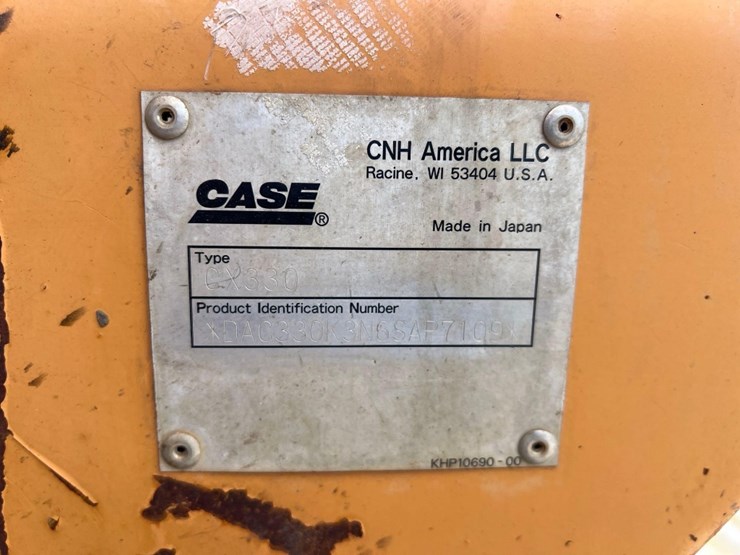 CNH America LLC
Racine, WI 53404 U.S.A.
CASE®
Made in Japan
Type
CX330
Product Identification Number
KHP10690-00